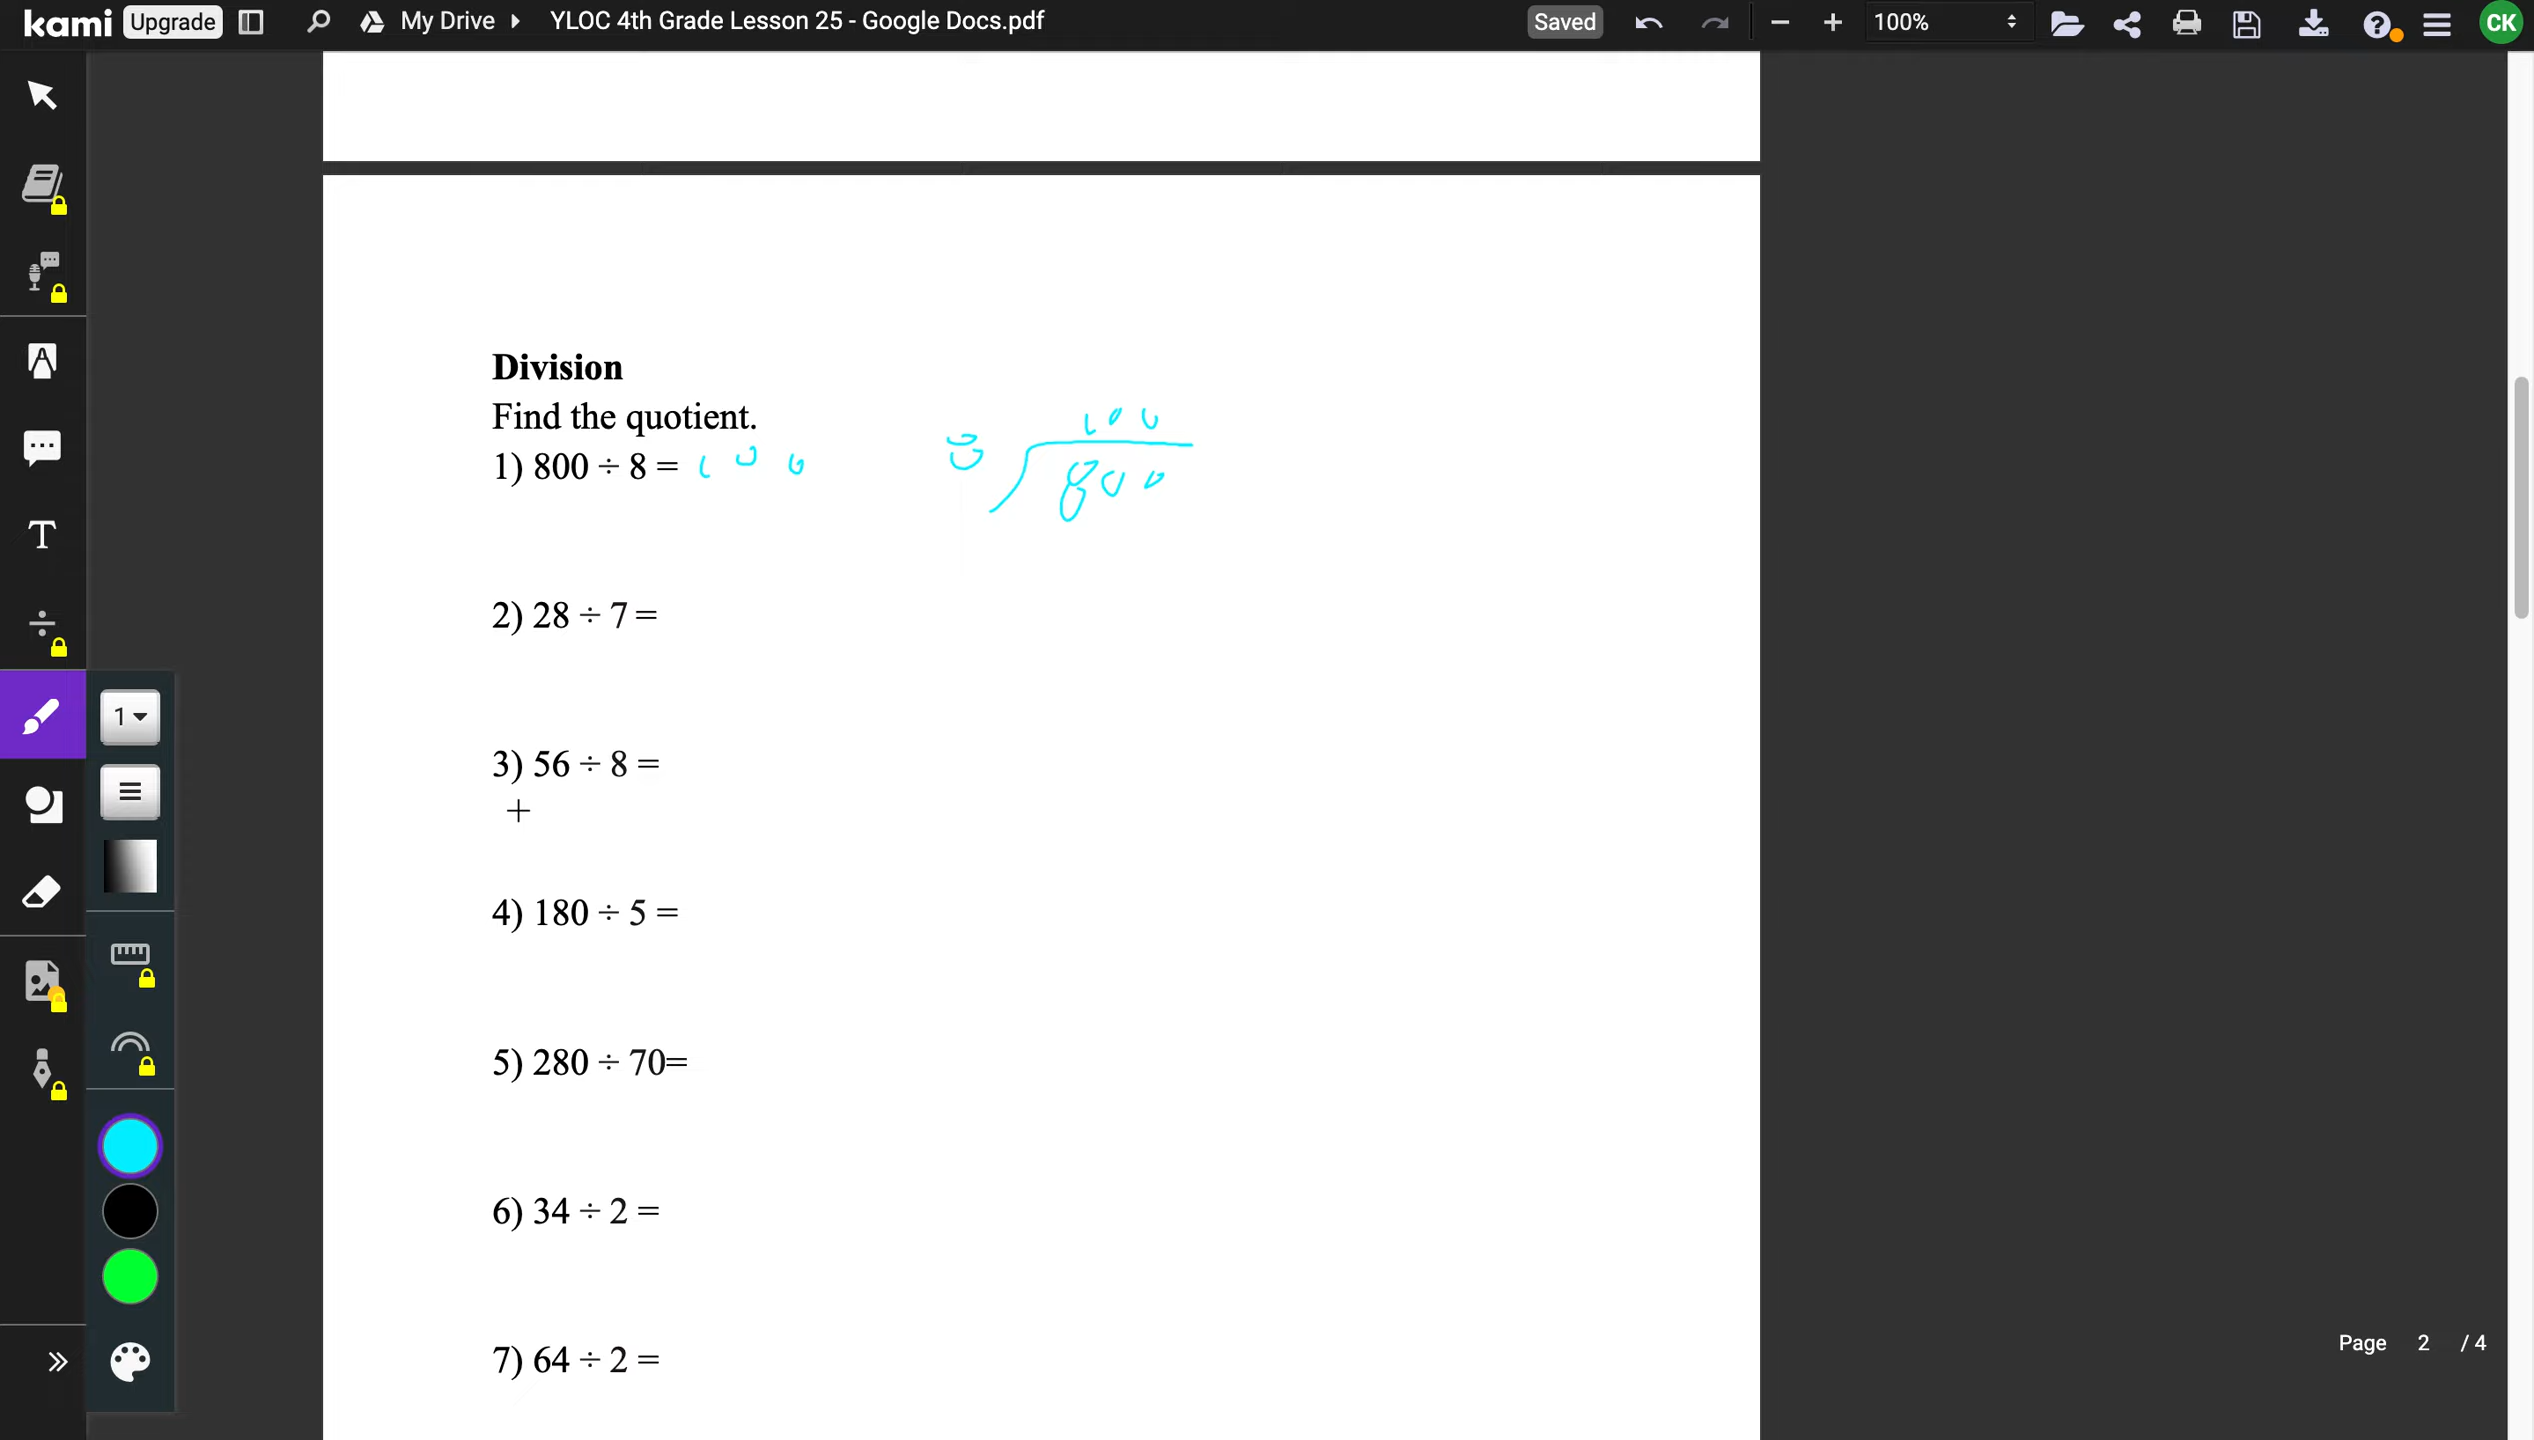 kami Upgrade My Drive YLOC 4th Grade Lesson 25 - Google Docs.pdf Saved 100% CK
Division
Find the quotient.
1) 800 ÷ 8 = 100
100
8 800
2) 28 ÷ 7 =
3) 56 ÷ 8 =
4) 180 ÷ 5 =
5) 280 ÷ 70=
6) 34 ÷ 2 =
7) 64 ÷ 2 =
1
Page 2 / 4